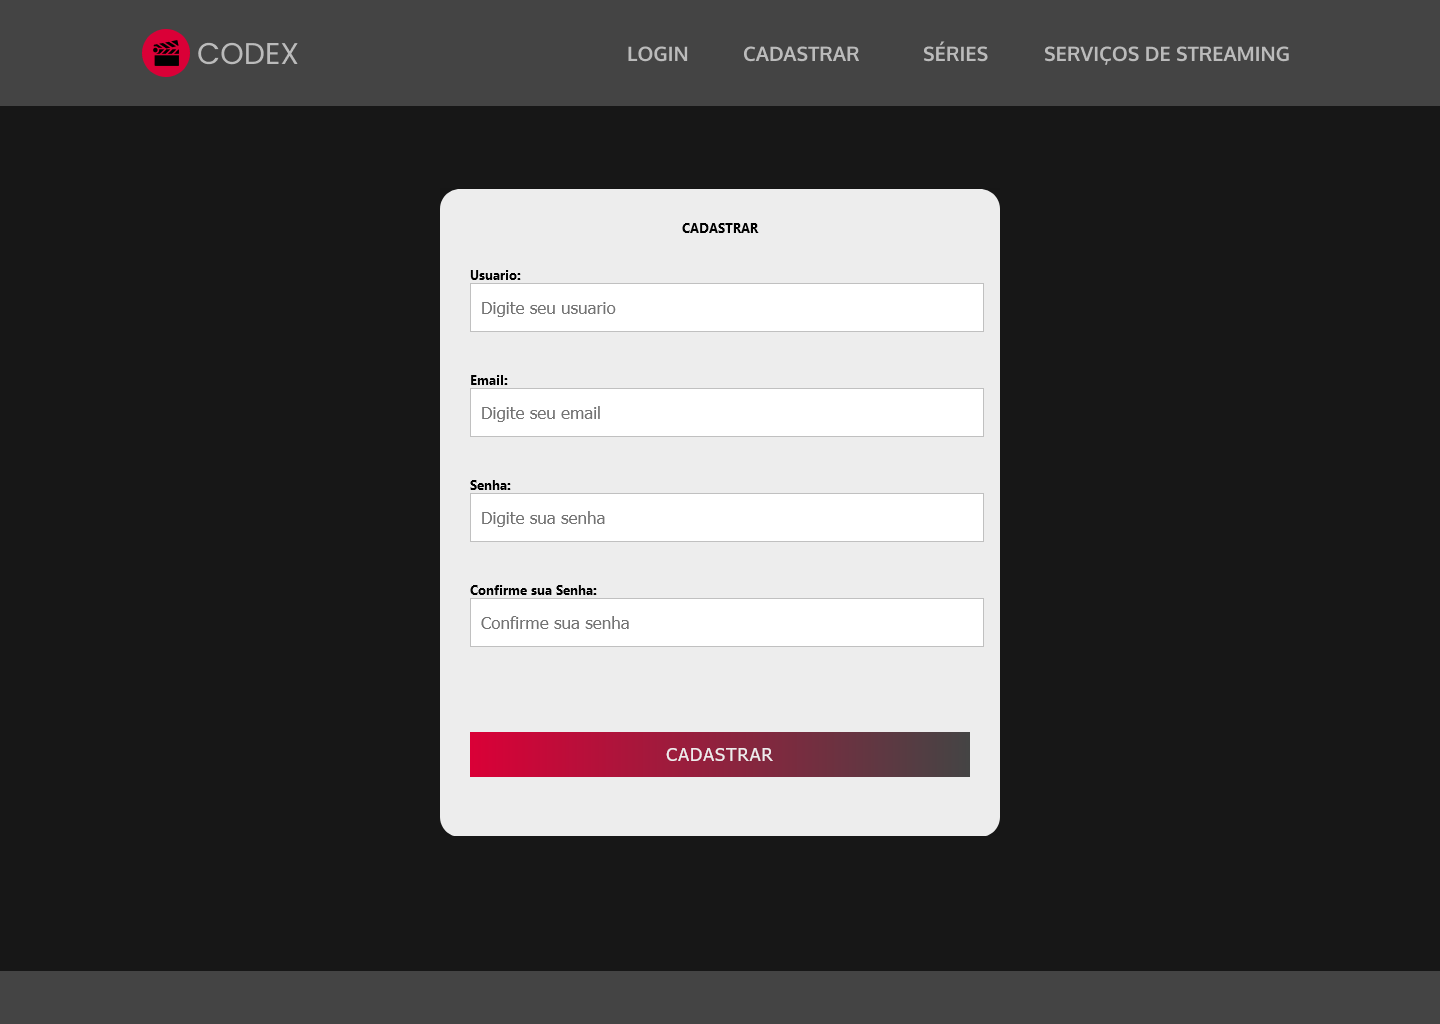 CODEX
LOGIN CADASTRAR SÉRIES SERVIÇOS DE STREAMING
CADASTRAR
Usuario:
Digite seu usuario
Email:
Digite seu email
Senha:
Digite sua senha
Confirme sua Senha:
Confirme sua senha
CADASTRAR